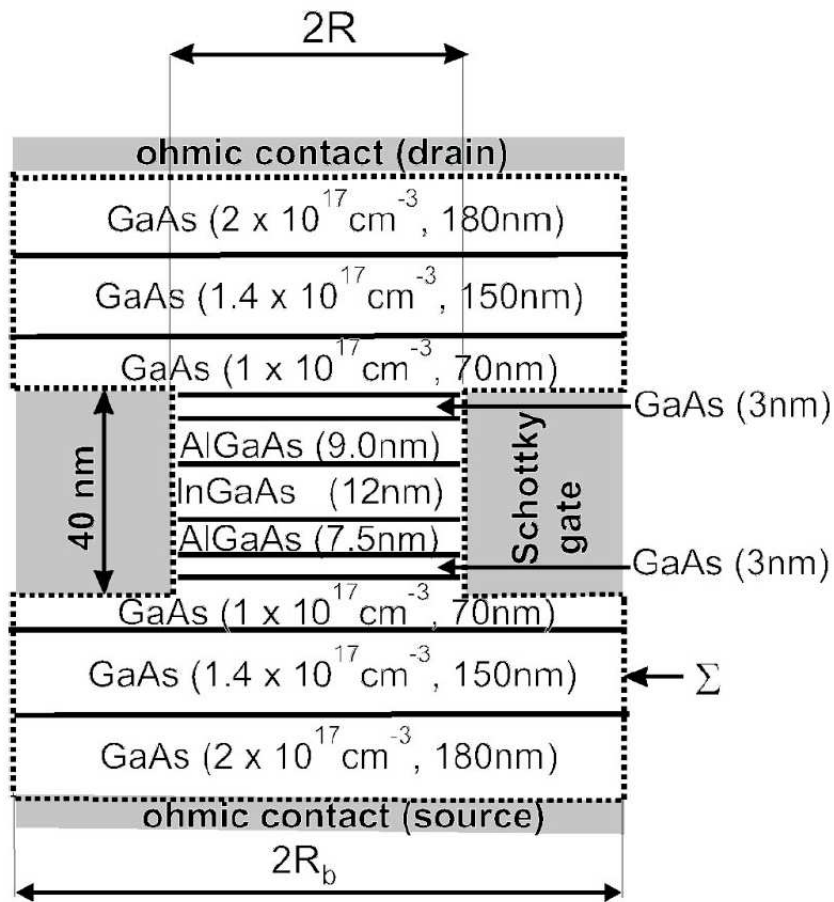 2R
ohmic contact (drain)
GaAs (2 x 10^17 cm^-3, 180nm)
GaAs (1.4 x 10^17 cm^-3, 150nm)
GaAs (1 x 10^17 cm^-3, 70nm)
GaAs (3nm)
AlGaAs (9.0nm)
InGaAs (12nm)
AlGaAs (7.5nm)
40 nm
Schottky
gate
GaAs (3nm)
GaAs (1 x 10^17 cm^-3, 70nm)
GaAs (1.4 x 10^17 cm^-3, 150nm)
Σ
GaAs (2 x 10^17 cm^-3, 180nm)
ohmic contact (source)
2R_b